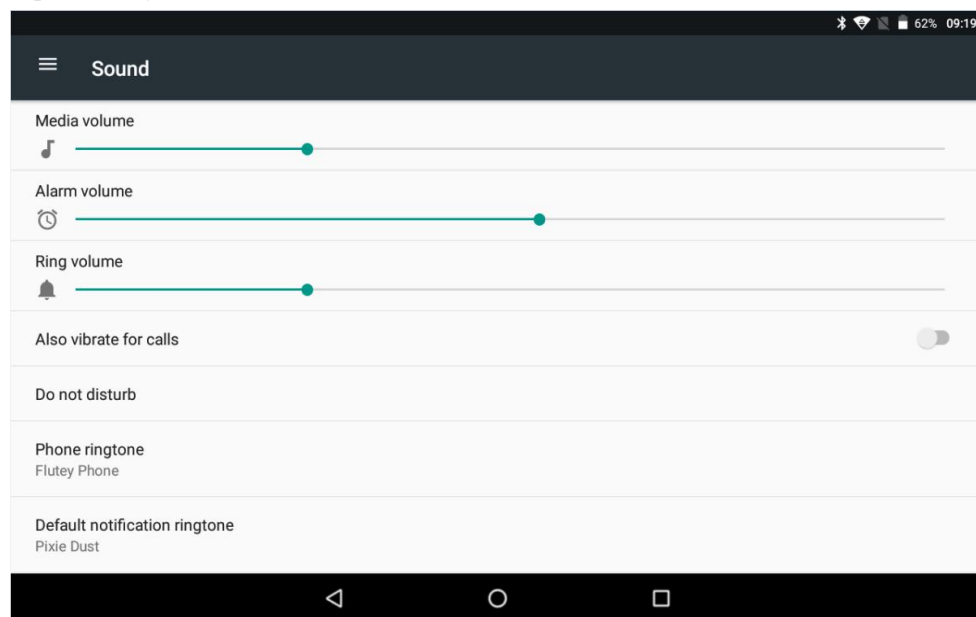 62% 09:19
Sound
Media volume
Alarm volume
Ring volume
Also vibrate for calls
Do not disturb
Phone ringtone
Flutey Phone
Default notification ringtone
Pixie Dust